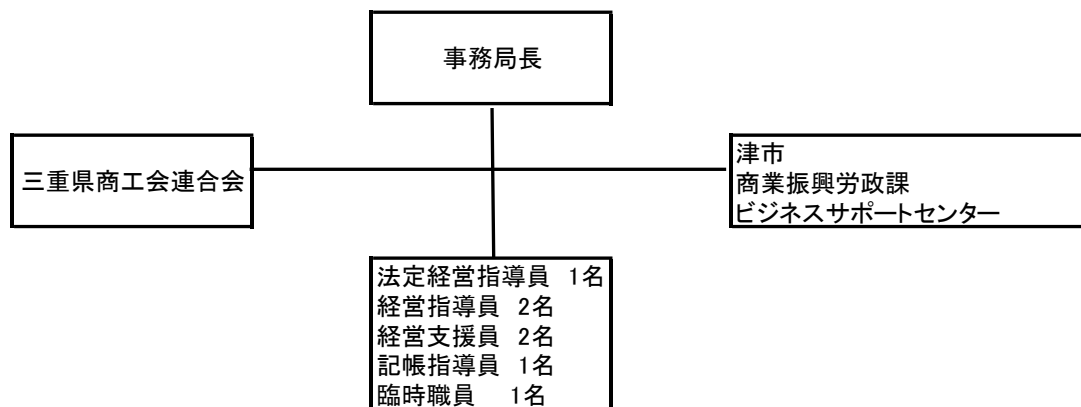 事務局長
三重県商工会連合会
津市
商業振興労政課
ビジネスサポートセンター
法定経営指導員　1名
経営指導員　2名
経営支援員　2名
記帳指導員　1名
臨時職員　 1名